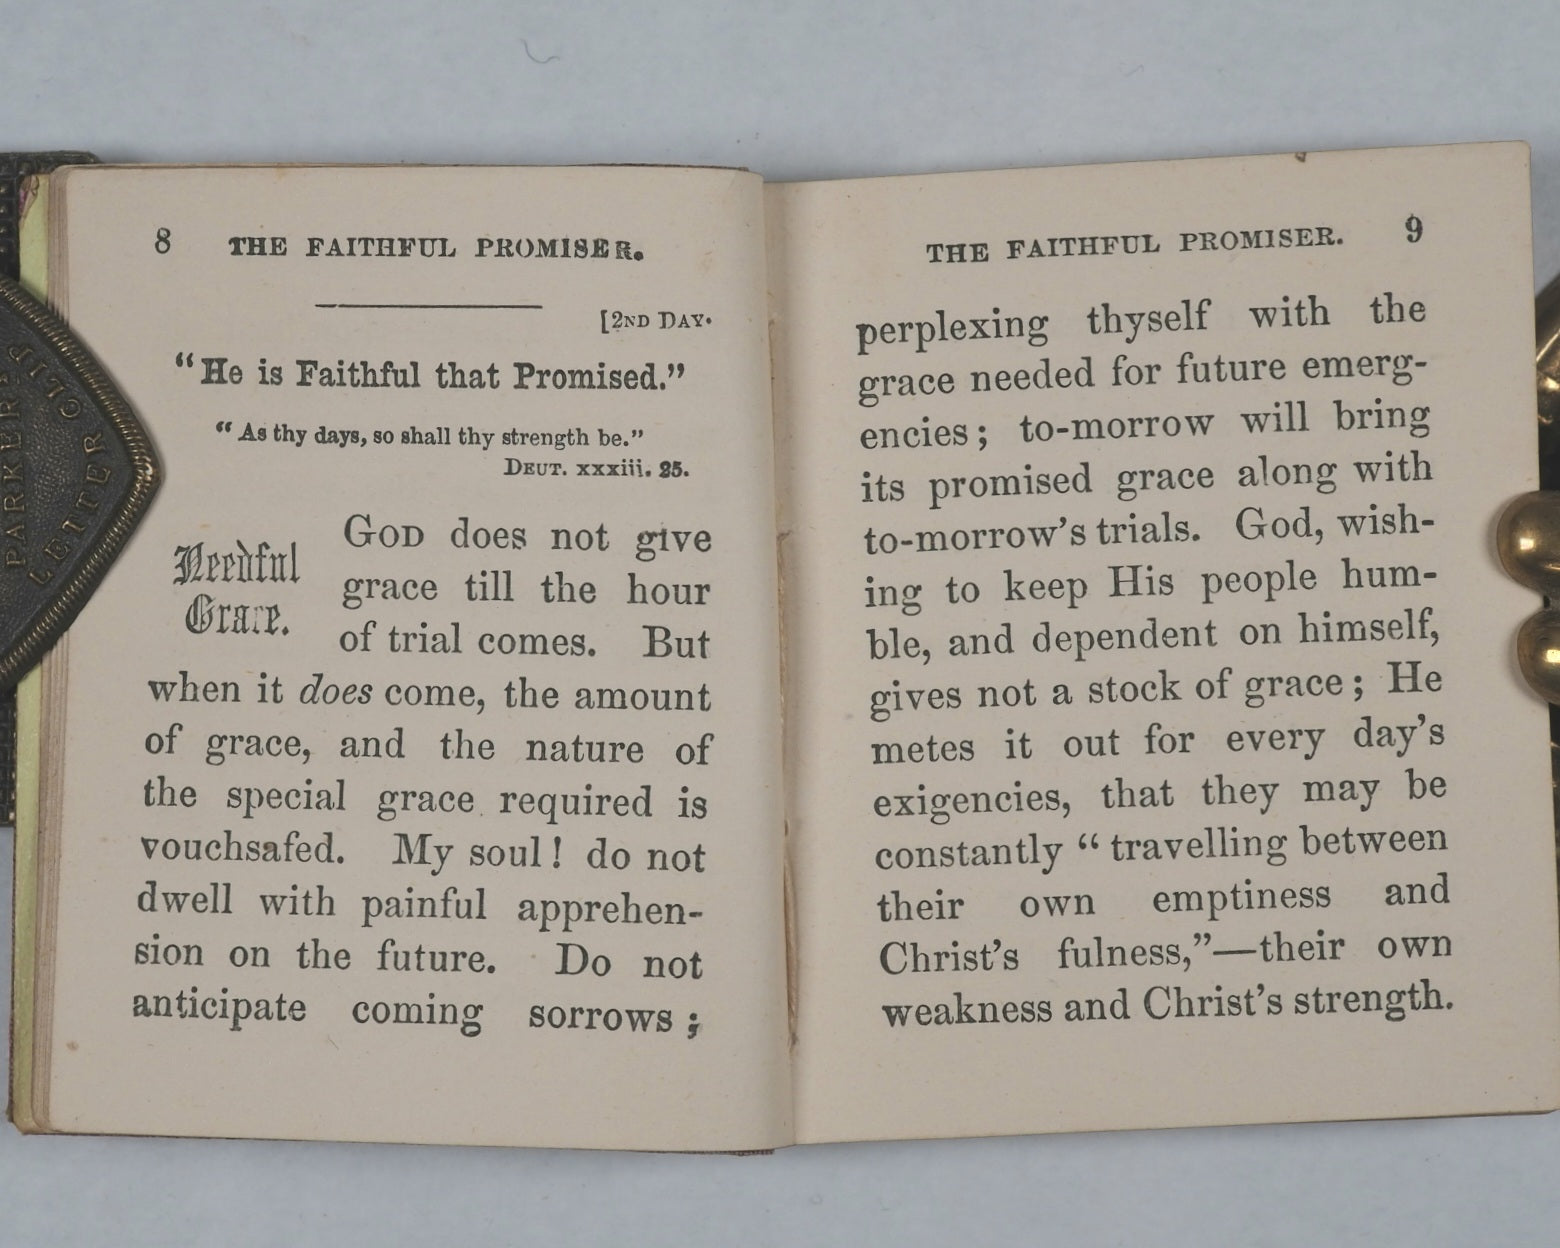 8 THE FAITHFUL PROMISER.
[2ND DAY.
"He is Faithful that Promised."
"As thy days, so shall thy strength be."
DEUT. xxxiii. 25.
Needful
Grace.
GOD does not give
grace till the hour
of trial comes. But
when it does come, the amount
of grace, and the nature of
the special grace required is
vouchsafed. My soul! do not
dwell with painful apprehen-
sion on the future. Do not
anticipate coming sorrows;
THE FAITHFUL PROMISER. 9
perplexing thyself with the
grace needed for future emerg-
encies; to-morrow will bring
its promised grace along with
to-morrow's trials. God, wish-
ing to keep His people hum-
ble, and dependent on himself,
gives not a stock of grace; He
metes it out for every day's
exigencies, that they may be
constantly "travelling between
their own emptiness and
Christ's fulness,"—their own
weakness and Christ's strength.
PARKER'S
LETTER CLIP